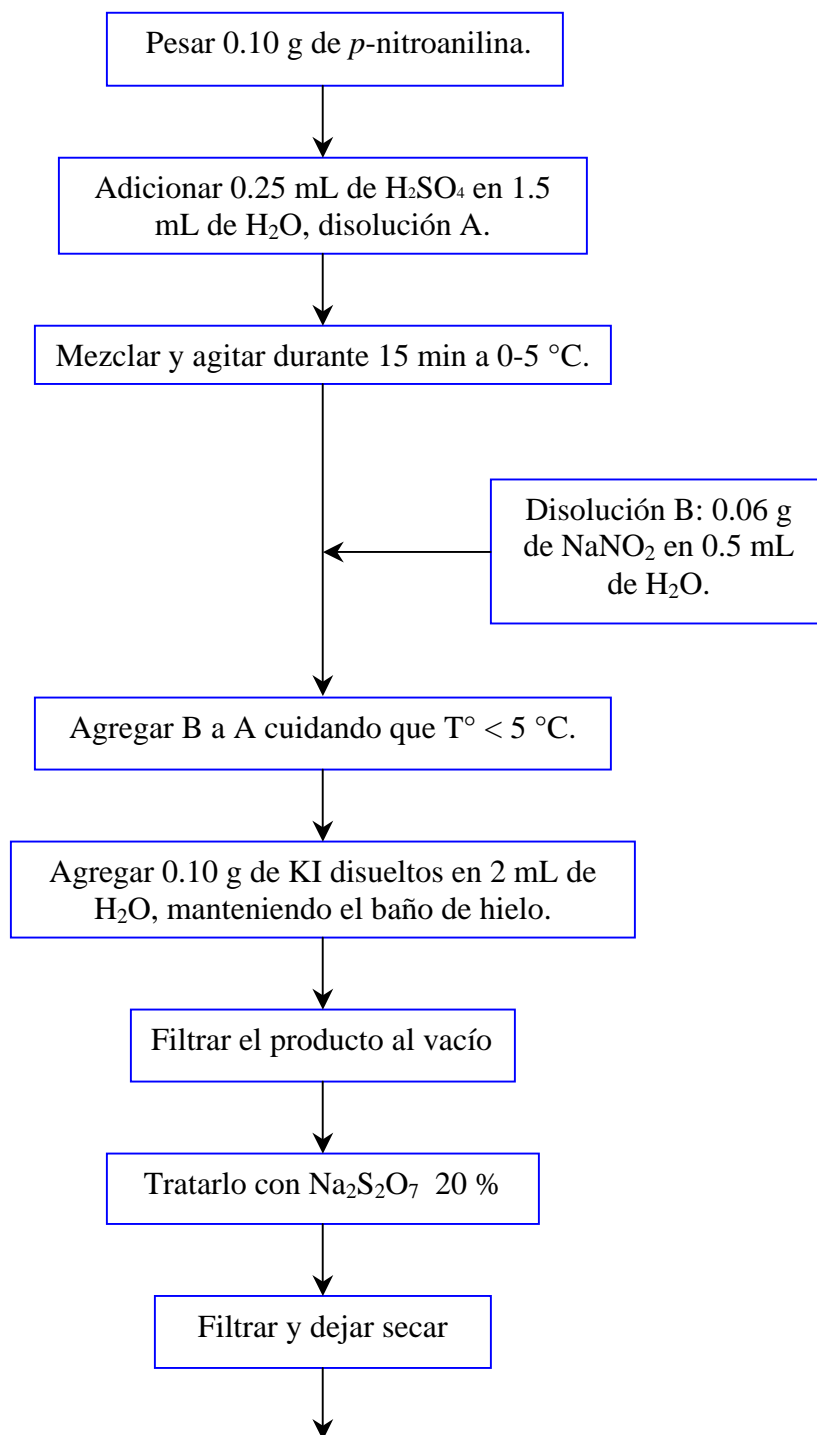 Pesar 0.10 g de p-nitroanilina.
Adicionar 0.25 mL de H₂SO₄ en 1.5
mL de H₂O, disolución A.
Mezclar y agitar durante 15 min a 0-5 °C.
Disolución B: 0.06 g
de NaNO₂ en 0.5 mL
de H₂O.
Agregar B a A cuidando que T° < 5 °C.
Agregar 0.10 g de KI disueltos en 2 mL de
H₂O, manteniendo el baño de hielo.
Filtrar el producto al vacío
Tratarlo con Na₂S₂O₇ 20 %
Filtrar y dejar secar